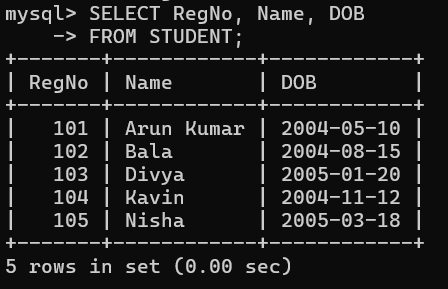 mysql> SELECT RegNo, Name, DOB
    -> FROM STUDENT;
+-------+------------+------------+
| RegNo | Name       | DOB        |
+-------+------------+------------+
|   101 | Arun Kumar | 2004-05-10 |
|   102 | Bala       | 2004-08-15 |
|   103 | Divya      | 2005-01-20 |
|   104 | Kavin      | 2004-11-12 |
|   105 | Nisha      | 2005-03-18 |
+-------+------------+------------+
5 rows in set (0.00 sec)